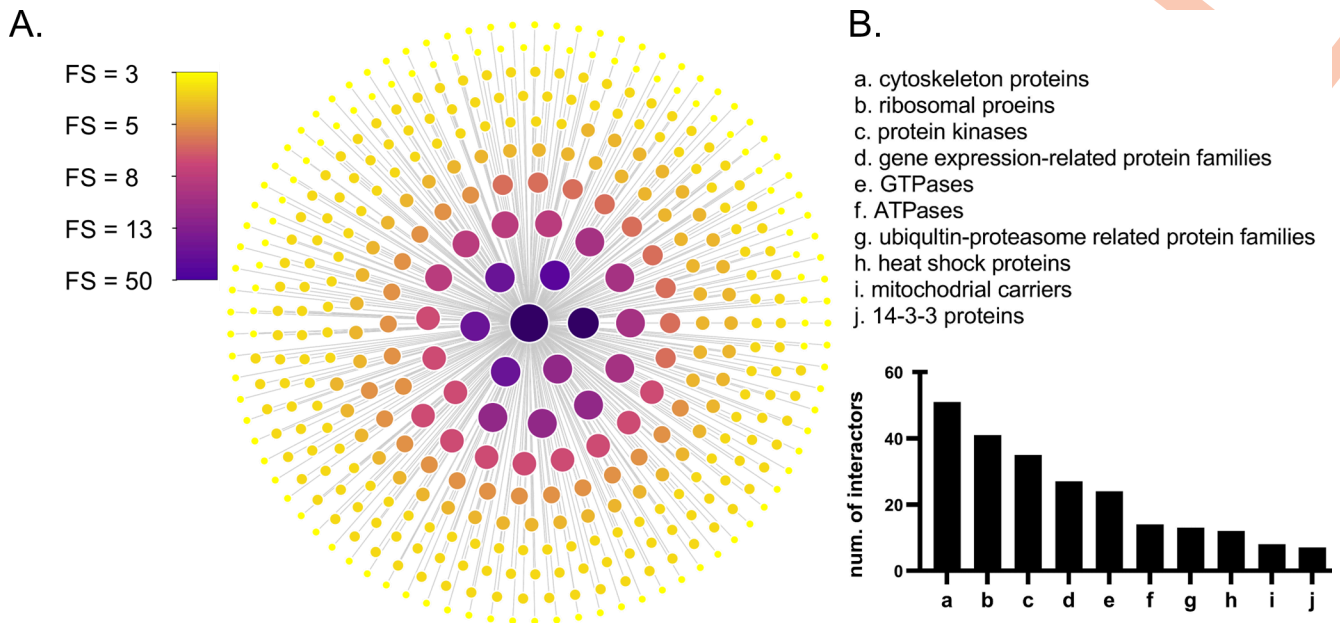 A.
FS = 3
FS = 5
FS = 8
FS = 13
FS = 50
B.
a. cytoskeleton proteins
b. ribosomal proeins
c. protein kinases
d. gene expression-related protein families
e. GTPases
f. ATPases
g. ubiqultin-proteasome related protein families
h. heat shock proteins
i. mitochodrial carriers
j. 14-3-3 proteins
num. of interactors
60
40
20
0
a b c d e f g h i j